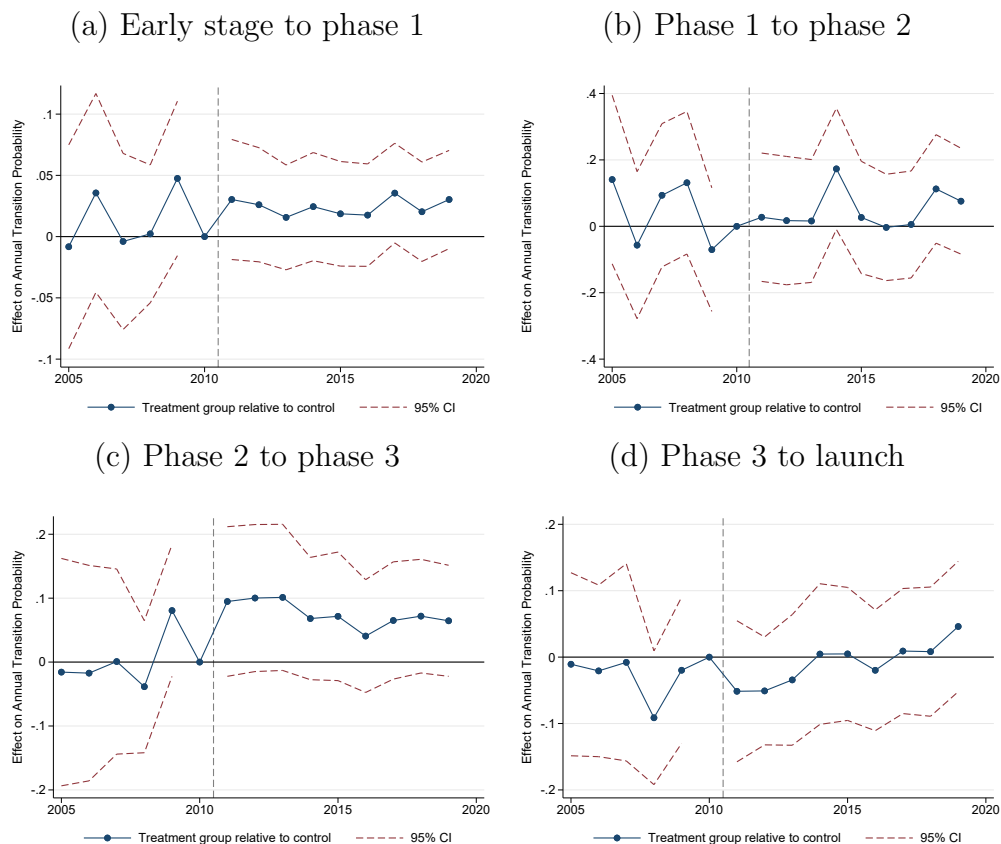 (a) Early stage to phase 1
Effect on Annual Transition Probability
.1
.05
0
-.05
-.1
2005 2010 2015 2020
Treatment group relative to control 95% CI
(b) Phase 1 to phase 2
Effect on Annual Transition Probability
.4
.2
0
-.2
-.4
2005 2010 2015 2020
Treatment group relative to control 95% CI
(c) Phase 2 to phase 3
Effect on Annual Transition Probability
.2
.1
0
-.1
-.2
2005 2010 2015 2020
Treatment group relative to control 95% CI
(d) Phase 3 to launch
Effect on Annual Transition Probability
.2
.1
0
-.1
-.2
2005 2010 2015 2020
Treatment group relative to control 95% CI